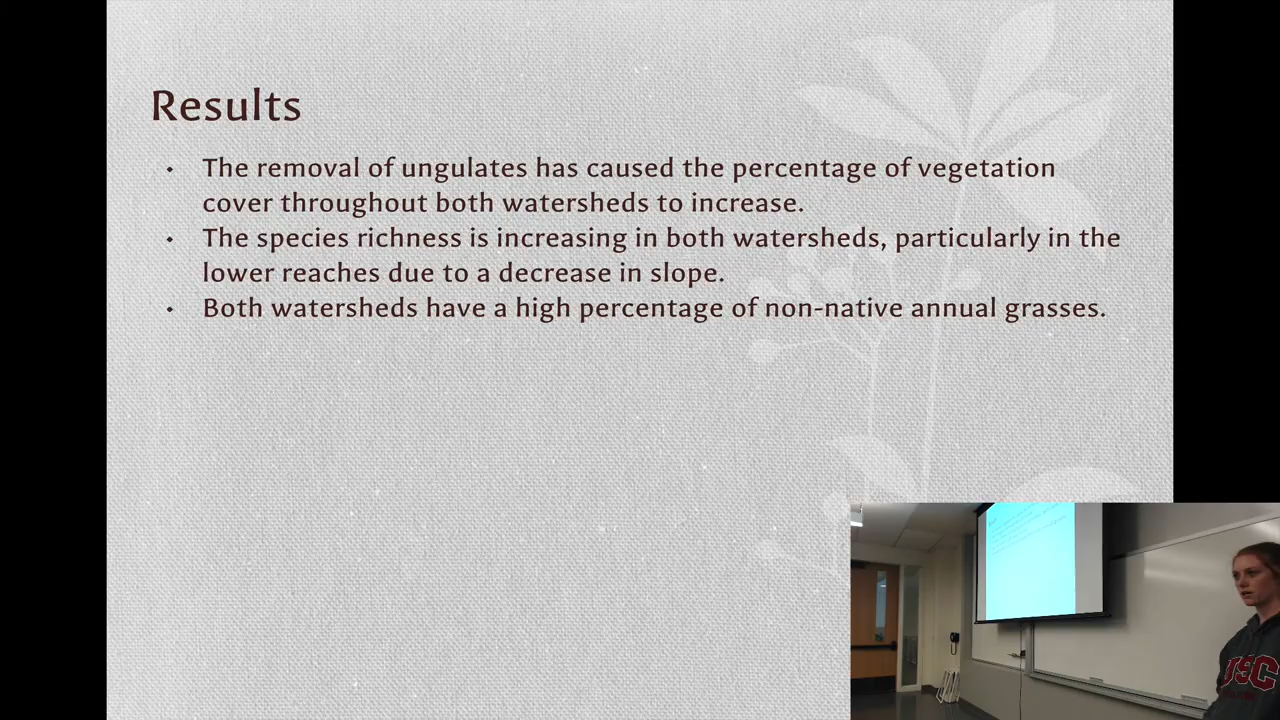 Results
• The removal of ungulates has caused the percentage of vegetation
cover throughout both watersheds to increase.
• The species richness is increasing in both watersheds, particularly in the
lower reaches due to a decrease in slope.
• Both watersheds have a high percentage of non-native annual grasses.
USC